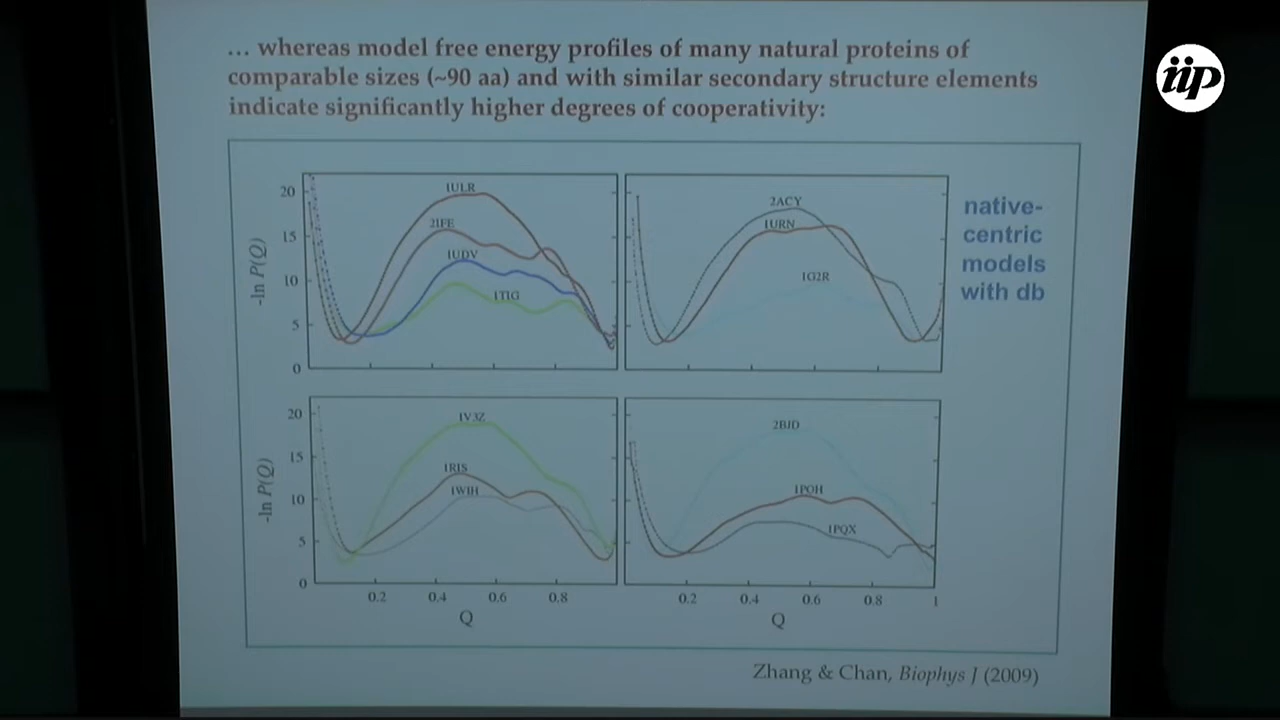 … whereas model free energy profiles of many natural proteins of
comparable sizes (~90 aa) and with similar secondary structure elements
indicate significantly higher degrees of cooperativity:
iip
native-
centric
models
with db
-ln P(Q)
20
15
10
5
0
1ULR
2IFE
1UDV
1TIG
2ACY
1URN
1G2R
-ln P(Q)
20
15
10
5
0
1V3Z
1RIS
1WIH
2BJD
1POH
1PQX
0.2 0.4 0.6 0.8
Q
0.2 0.4 0.6 0.8 1
Q
Zhang & Chan, Biophys J (2009)